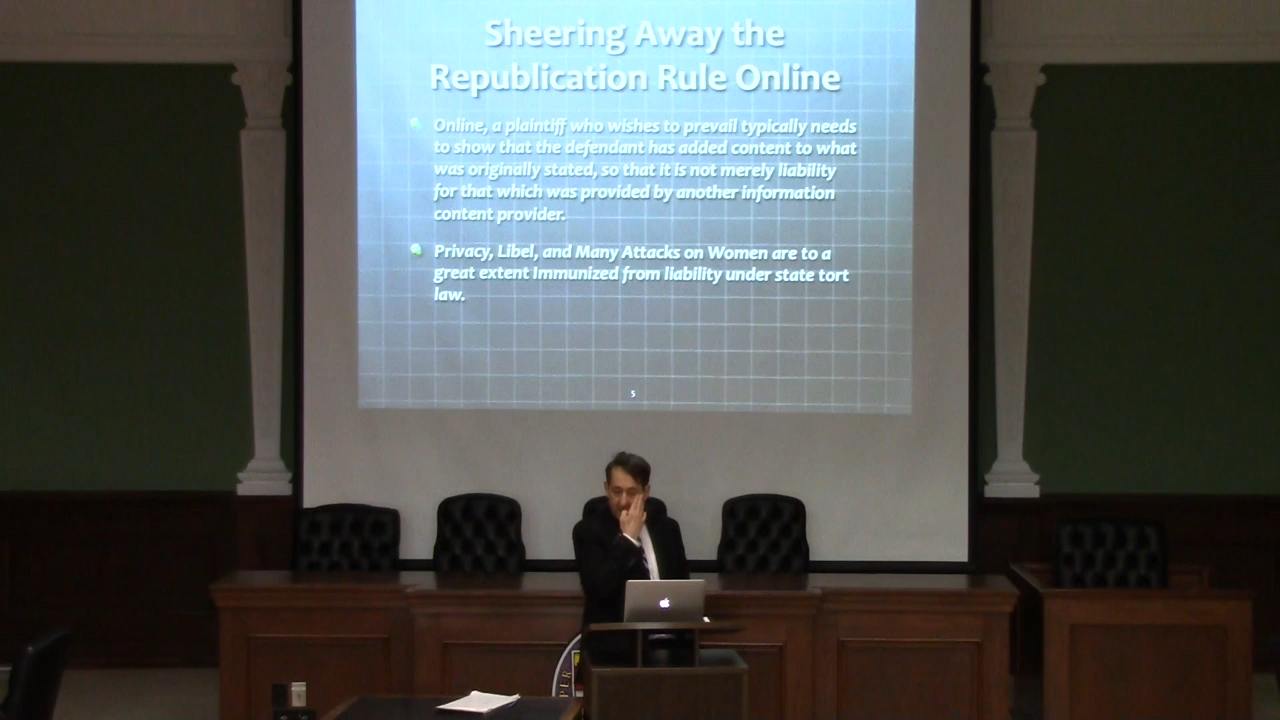 Sheering Away the
Republication Rule Online
Online, a plaintiff who wishes to prevail typically needs
to show that the defendant has added content to what
was originally stated, so that it is not merely liability
for that which was provided by another information
content provider.
Privacy, Libel, and Many Attacks on Women are to a
great extent Immunized from liability under state tort
law.
5